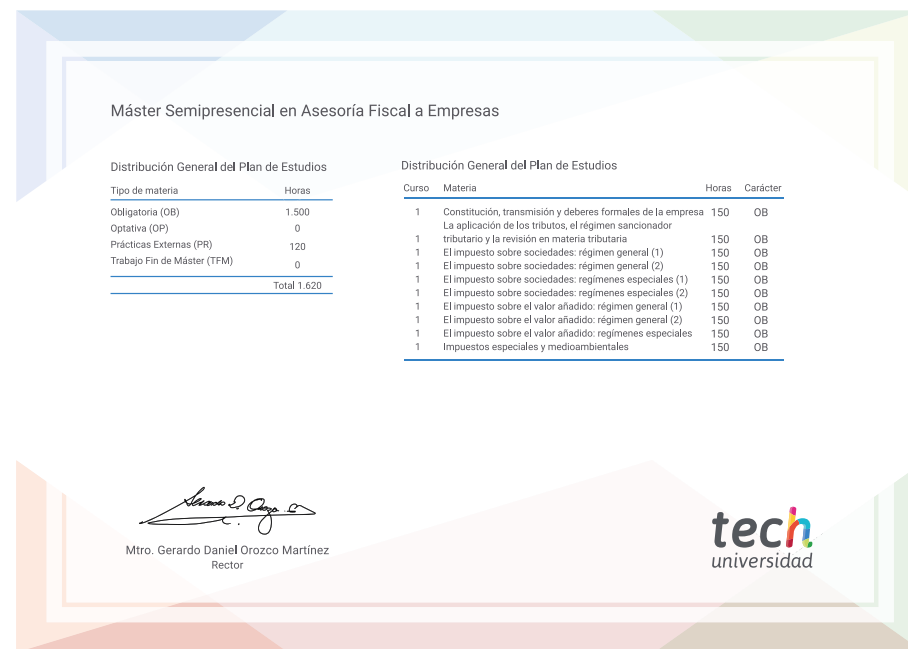 Máster Semipresencial en Asesoría Fiscal a Empresas
Distribución General del Plan de Estudios
Tipo de materia Horas
Obligatoria (OB) 1.500
Optativa (OP) 0
Prácticas Externas (PR) 120
Trabajo Fin de Máster (TFM) 0
Total 1.620
Distribución General del Plan de Estudios
Curso Materia Horas Carácter
1 Constitución, transmisión y deberes formales de la empresa 150 OB
La aplicación de los tributos, el régimen sancionador
1 tributario y la revisión en materia tributaria 150 OB
1 El impuesto sobre sociedades: régimen general (1) 150 OB
1 El impuesto sobre sociedades: régimen general (2) 150 OB
1 El impuesto sobre sociedades: regímenes especiales (1) 150 OB
1 El impuesto sobre sociedades: regímenes especiales (2) 150 OB
1 El impuesto sobre el valor añadido: régimen general (1) 150 OB
1 El impuesto sobre el valor añadido: régimen general (2) 150 OB
1 El impuesto sobre el valor añadido: regímenes especiales 150 OB
1 Impuestos especiales y medioambientales 150 OB
Mtro. Gerardo Daniel Orozco Martínez
Rector
tech
universidad